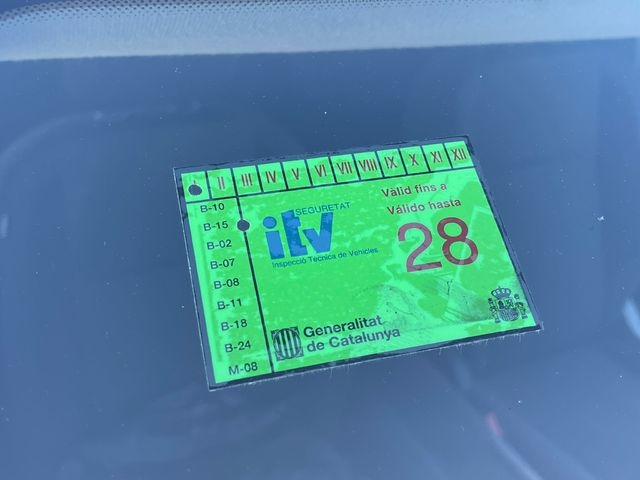 II III IV V VI VII VIII IX X XI XII
B-10
B-15
B-02
B-07
B-08
B-11
B-18
B-24
M-08
SEGURETAT
itv
Inspecció Tècnica de Vehicles
Vàlid fins a
Válido hasta
28
Generalitat
de Catalunya